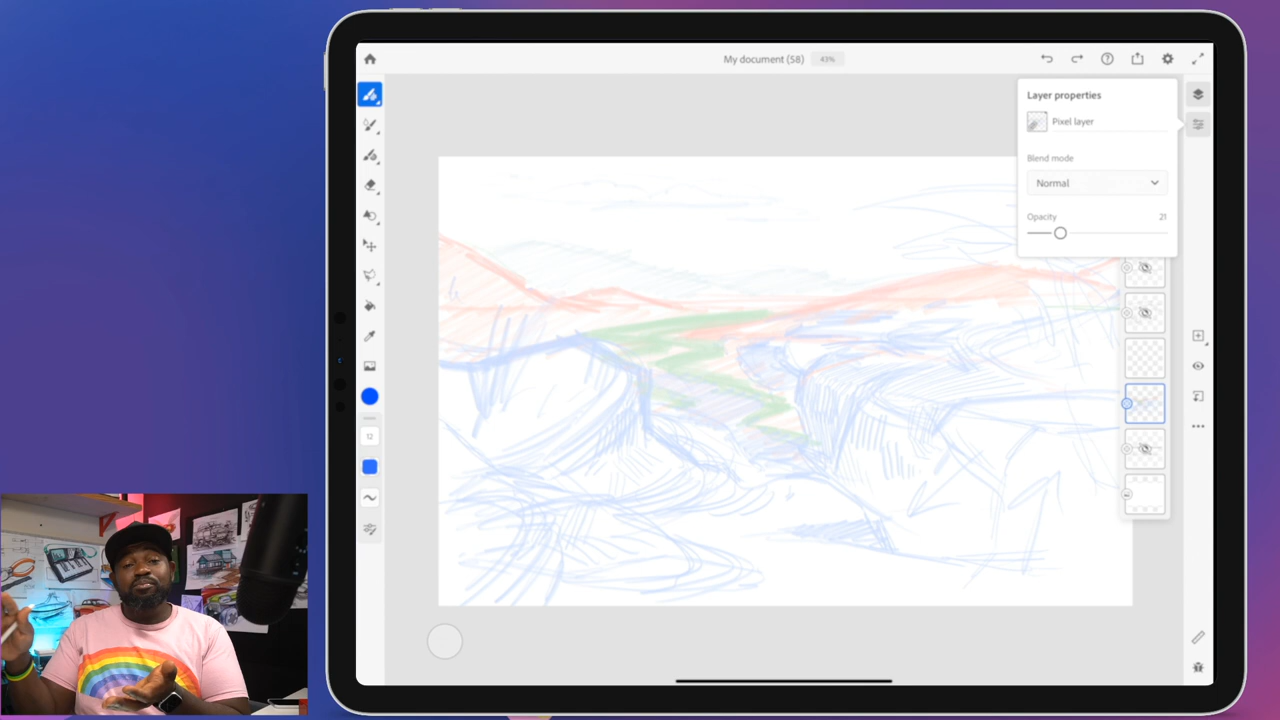 My document (58)
43%
Layer properties
Pixel layer
Blend mode
Normal
Opacity
21
12